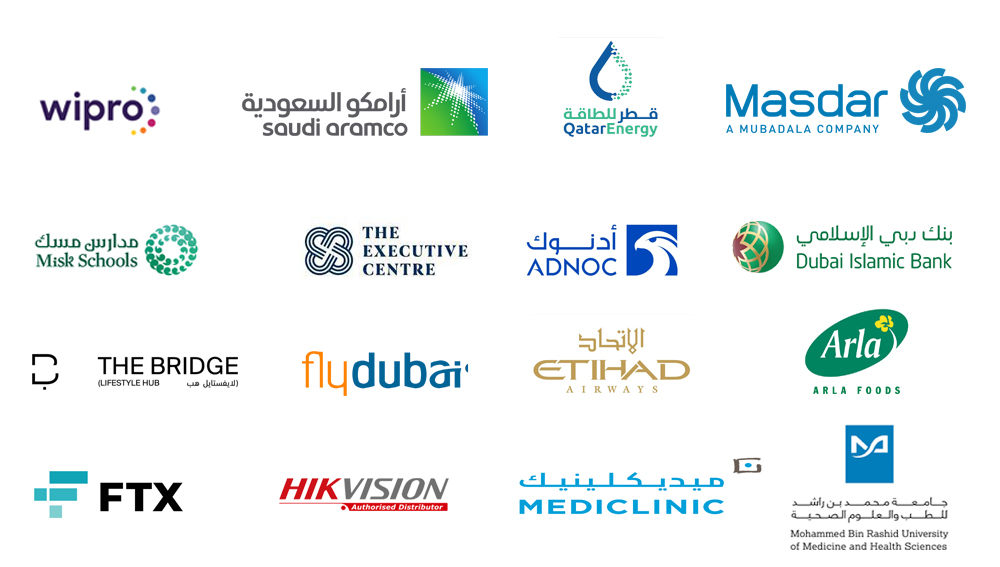 wipro
أرامكو السعودية
saudi aramco
قطر للطاقة
QatarEnergy
Masdar
A MUBADALA COMPANY
مدارس مسك
Misk Schools
THE
EXECUTIVE
CENTRE
أدنوك
ADNOC
بنك دبي الإسلامي
Dubai Islamic Bank
THE BRIDGE
(LIFESTYLE HUB لايفستايل هب)
flydubai
الإتحاد
ETIHAD
AIRWAYS
Arla
ARLA FOODS
FTX
HIKVISION
Authorised Distributor
ميديكلينيك
MEDICLINIC
جامعة محمد بن راشد
للطب والعلوم الصحية
Mohammed Bin Rashid University
of Medicine and Health Sciences